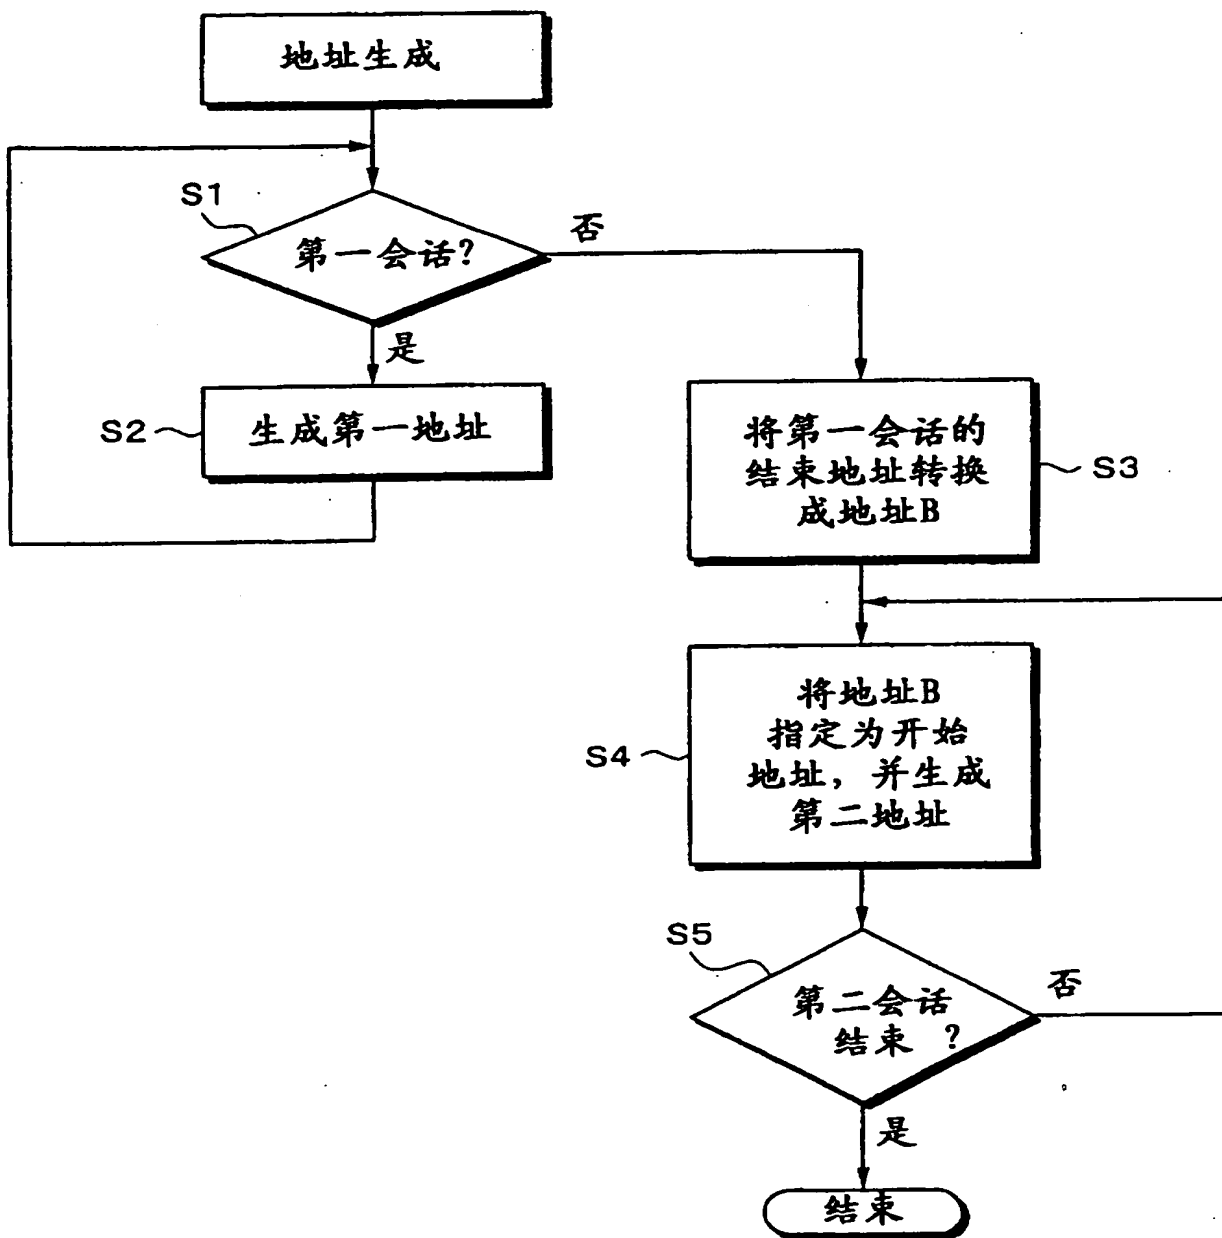 地址生成
S1
第一会话?
否
是
S2
生成第一地址
将第一会话的
结束地址转换
成地址B
S3
将地址B
指定为开始
地址，并生成
第二地址
S4
S5
第二会话
结束 ?
否
是
结束